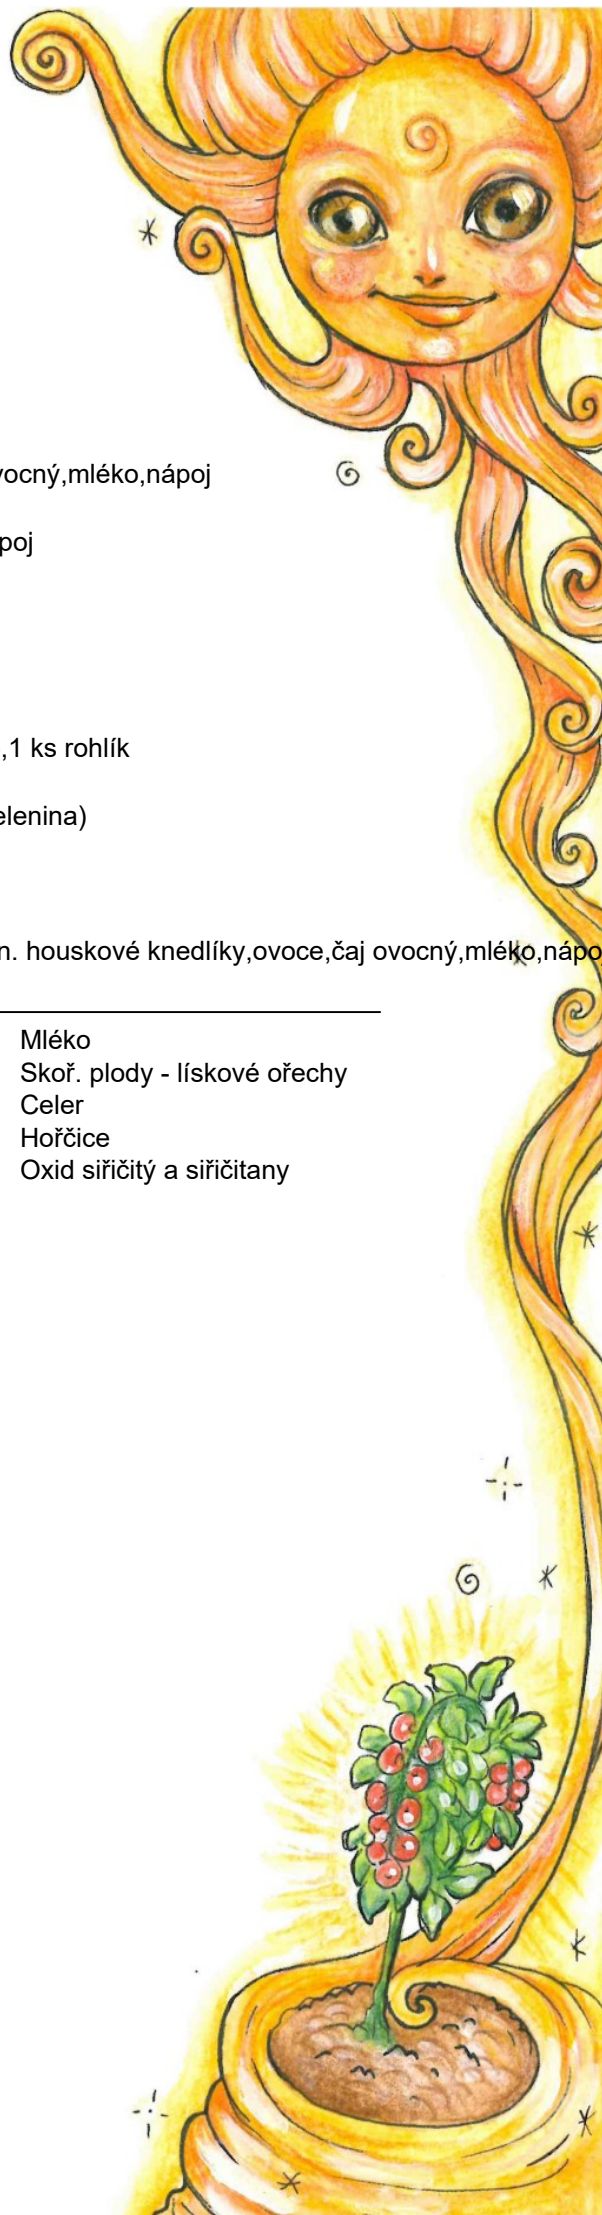 vocný,mléko,nápoj
poj
,1 ks rohlík
elenina)
n. houskové knedlíky,ovoce,čaj ovocný,mléko,nápo
Mléko
Skoř. plody - lískové ořechy
Celer
Hořčice
Oxid siřičitý a siřičitany